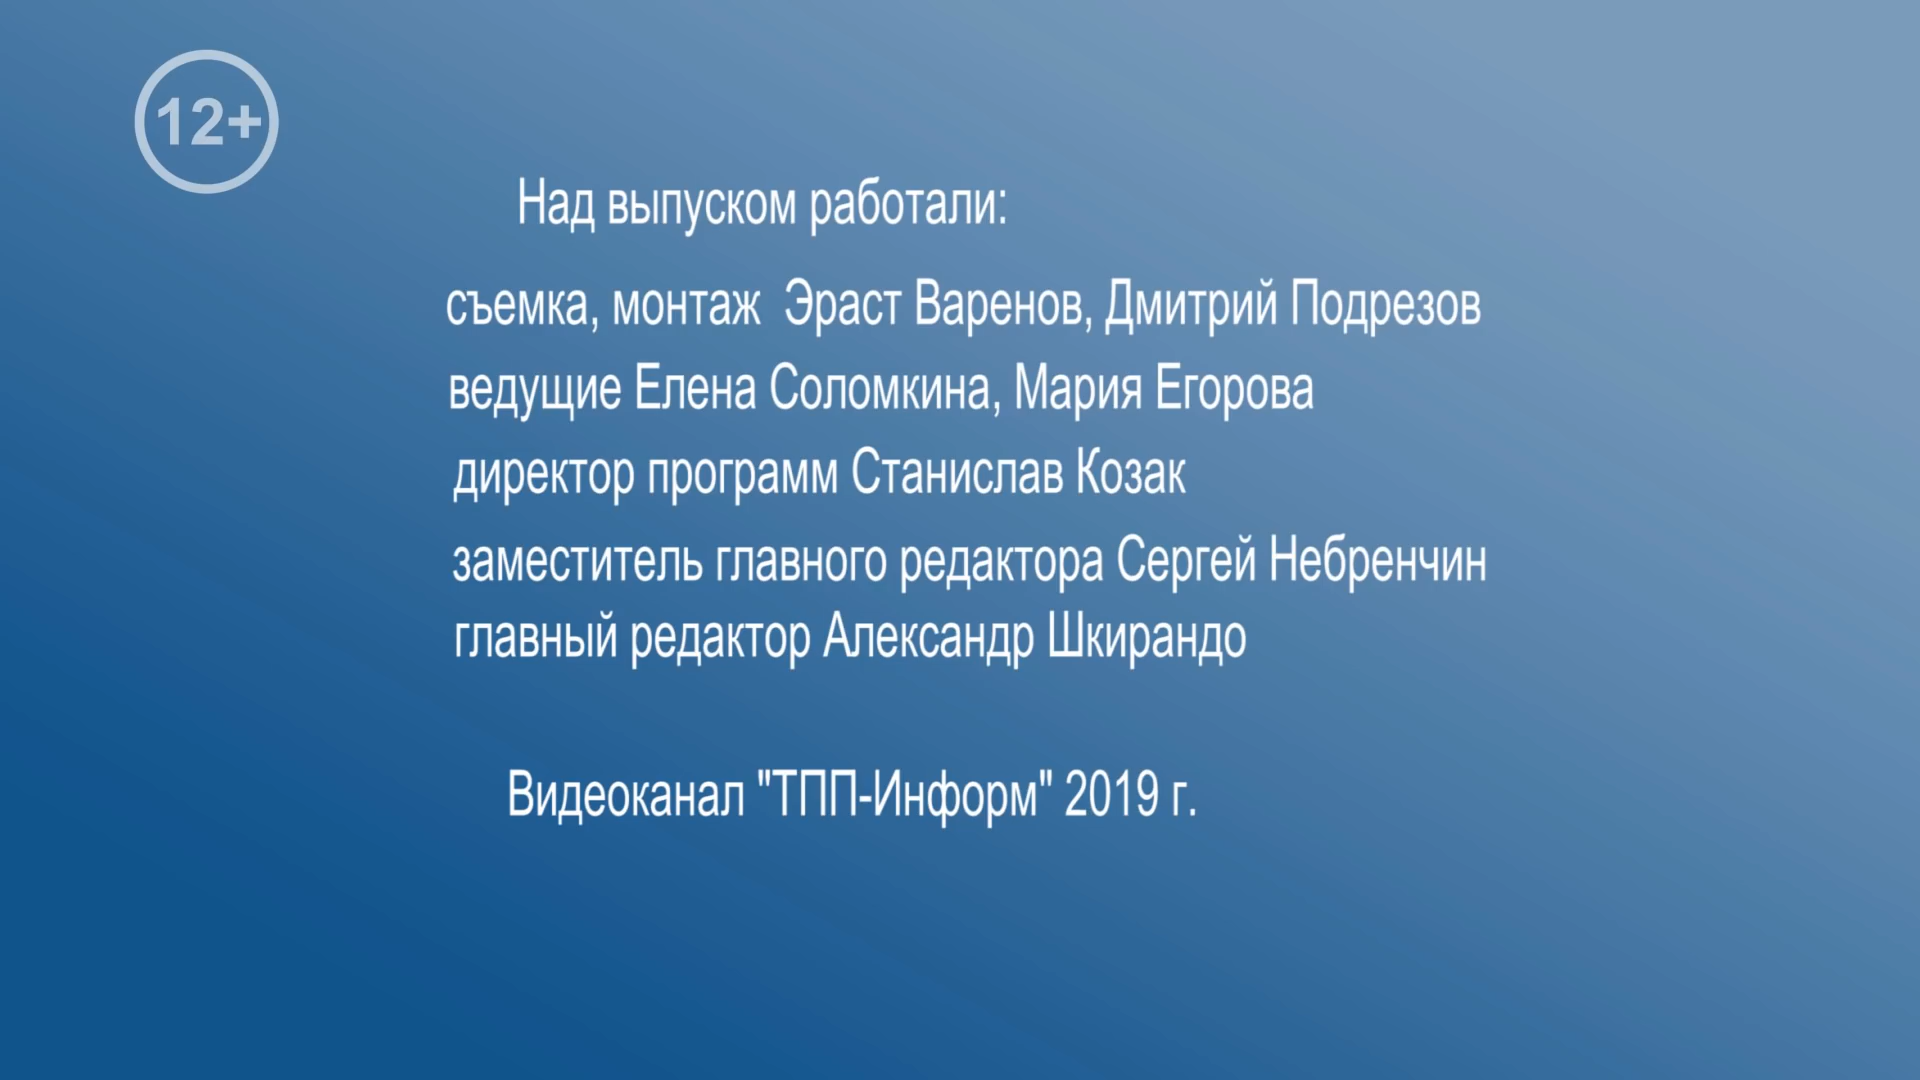 12+
Над выпуском работали:
съемка, монтаж  Эраст Варенов, Дмитрий Подрезов
ведущие Елена Соломкина, Мария Егорова
директор программ Станислав Козак
заместитель главного редактора Сергей Небренчин
главный редактор Александр Шкирандо
Видеоканал "ТПП-Информ" 2019 г.